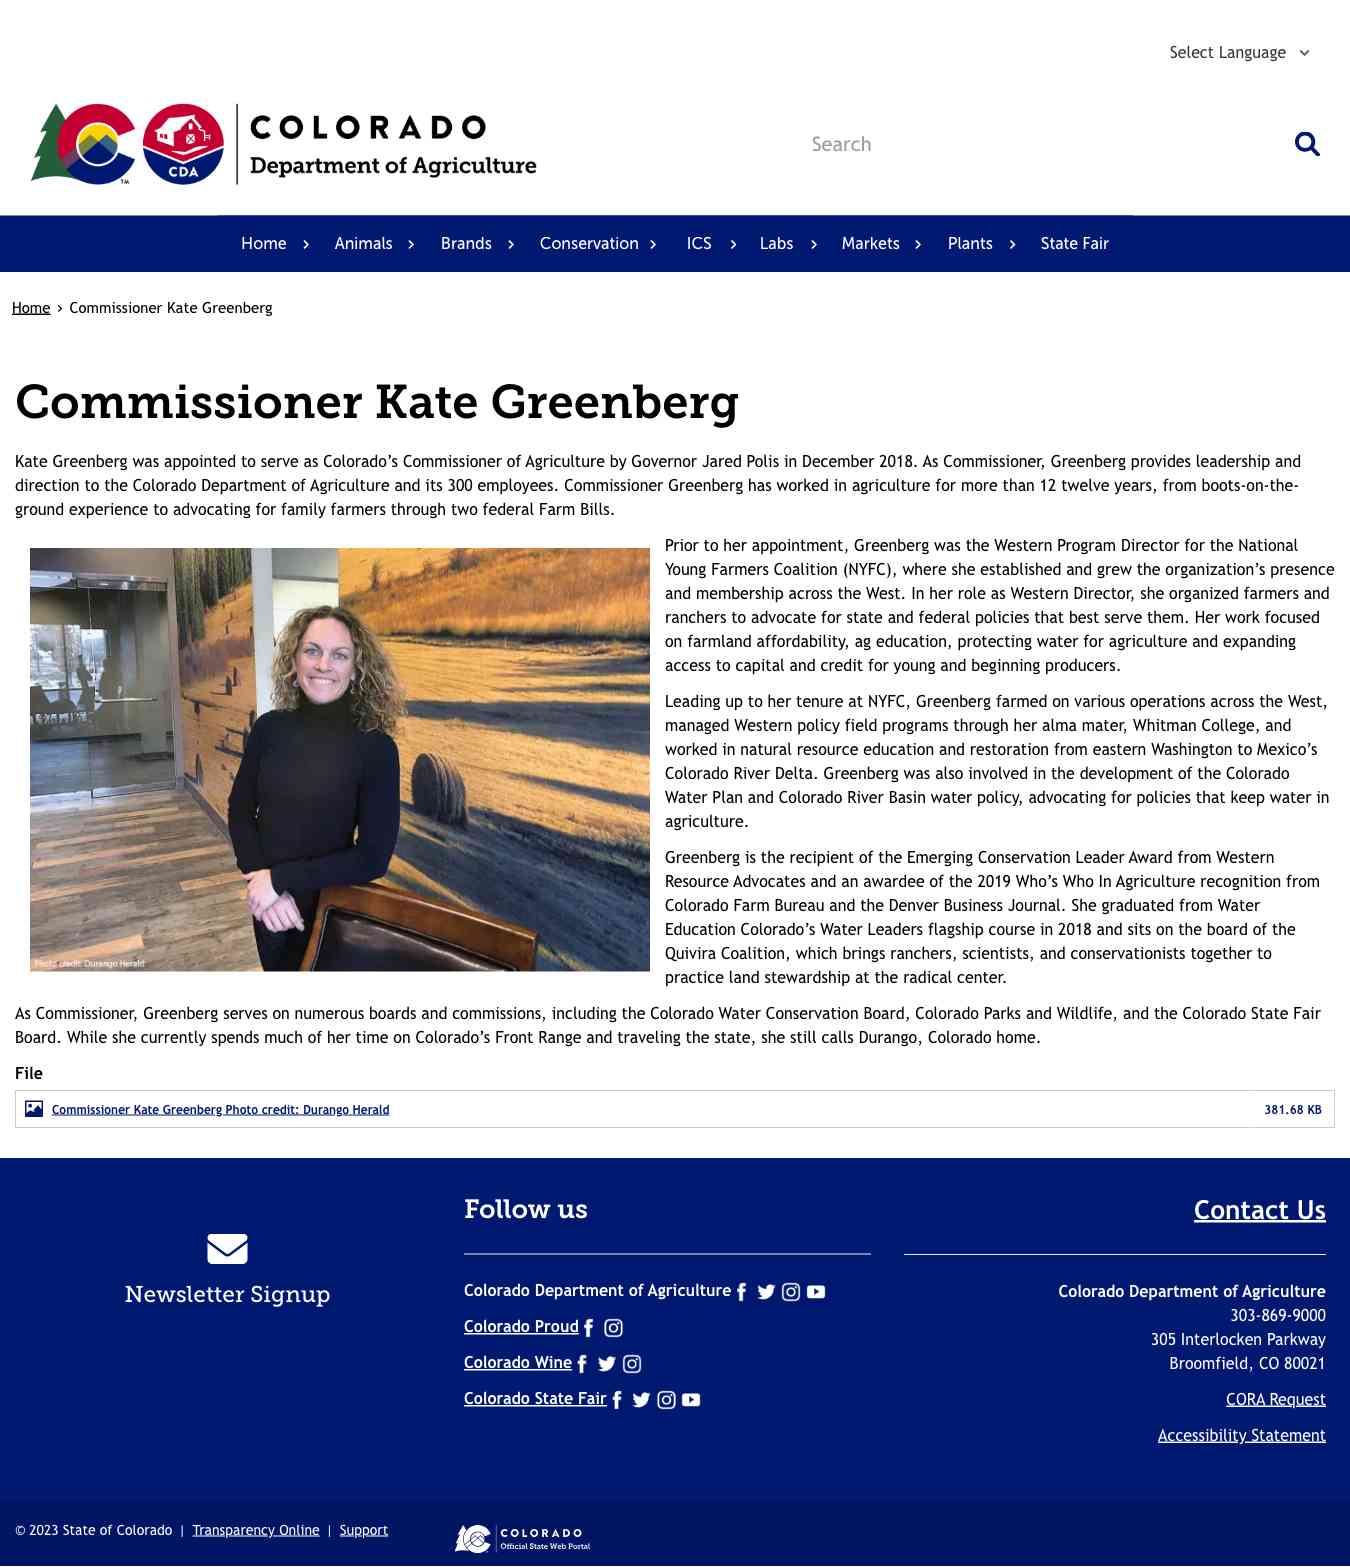 Select Language
COLORADO
Department of Agriculture
CDA
TM
Search
Home Animals Brands Conservation ICS Labs Markets Plants State Fair
Home › Commissioner Kate Greenberg
Commissioner Kate Greenberg
Kate Greenberg was appointed to serve as Colorado’s Commissioner of Agriculture by Governor Jared Polis in December 2018. As Commissioner, Greenberg provides leadership and
direction to the Colorado Department of Agriculture and its 300 employees. Commissioner Greenberg has worked in agriculture for more than 12 twelve years, from boots-on-the-
ground experience to advocating for family farmers through two federal Farm Bills.
Prior to her appointment, Greenberg was the Western Program Director for the National
Young Farmers Coalition (NYFC), where she established and grew the organization’s presence
and membership across the West. In her role as Western Director, she organized farmers and
ranchers to advocate for state and federal policies that best serve them. Her work focused
on farmland affordability, ag education, protecting water for agriculture and expanding
access to capital and credit for young and beginning producers.
Leading up to her tenure at NYFC, Greenberg farmed on various operations across the West,
managed Western policy field programs through her alma mater, Whitman College, and
worked in natural resource education and restoration from eastern Washington to Mexico’s
Colorado River Delta. Greenberg was also involved in the development of the Colorado
Water Plan and Colorado River Basin water policy, advocating for policies that keep water in
agriculture.
Greenberg is the recipient of the Emerging Conservation Leader Award from Western
Resource Advocates and an awardee of the 2019 Who’s Who In Agriculture recognition from
Colorado Farm Bureau and the Denver Business Journal. She graduated from Water
Education Colorado’s Water Leaders flagship course in 2018 and sits on the board of the
Quivira Coalition, which brings ranchers, scientists, and conservationists together to
practice land stewardship at the radical center.
Photo credit: Durango Herald
As Commissioner, Greenberg serves on numerous boards and commissions, including the Colorado Water Conservation Board, Colorado Parks and Wildlife, and the Colorado State Fair
Board. While she currently spends much of her time on Colorado’s Front Range and traveling the state, she still calls Durango, Colorado home.
File
Commissioner Kate Greenberg Photo credit: Durango Herald 381.68 KB
Newsletter Signup
Follow us
Colorado Department of Agriculture
Colorado Proud
Colorado Wine
Colorado State Fair
Contact Us
Colorado Department of Agriculture
303-869-9000
305 Interlocken Parkway
Broomfield, CO 80021
CORA Request
Accessibility Statement
© 2023 State of Colorado | Transparency Online | Support
COLORADO
Official State Web Portal